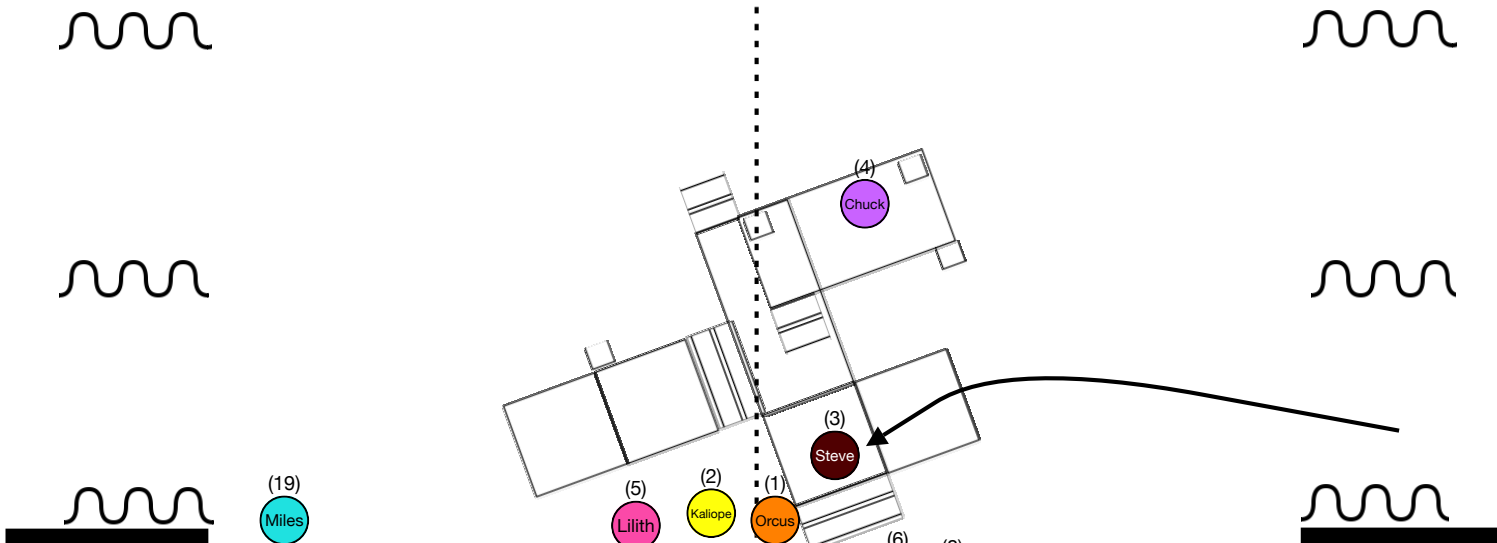 (4)
Chuck
(3)
Steve
(19)
Miles
(5)
Lilith
(2)
Kaliope
(1)
Orcus
(6)